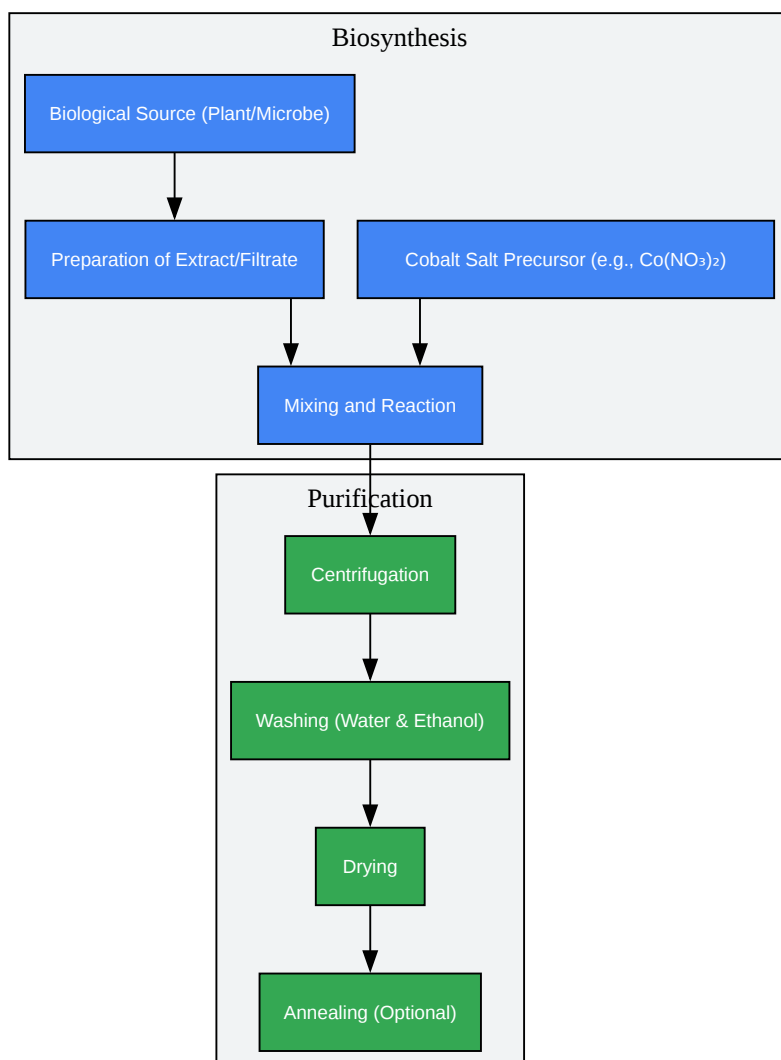 Biosynthesis
Biological Source (Plant/Microbe)
Preparation of Extract/Filtrate
Cobalt Salt Precursor (e.g., Co(NO₃)₂)
Mixing and Reaction
Purification
Centrifugation
Washing (Water & Ethanol)
Drying
Annealing (Optional)